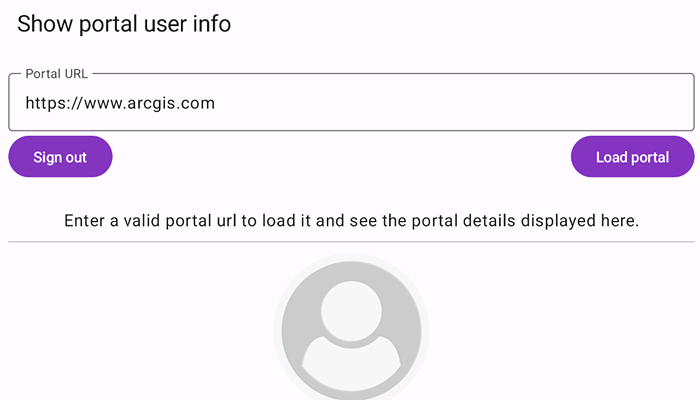 Show portal user info
Portal URL
https://www.arcgis.com
Sign out
Load portal
Enter a valid portal url to load it and see the portal details displayed here.